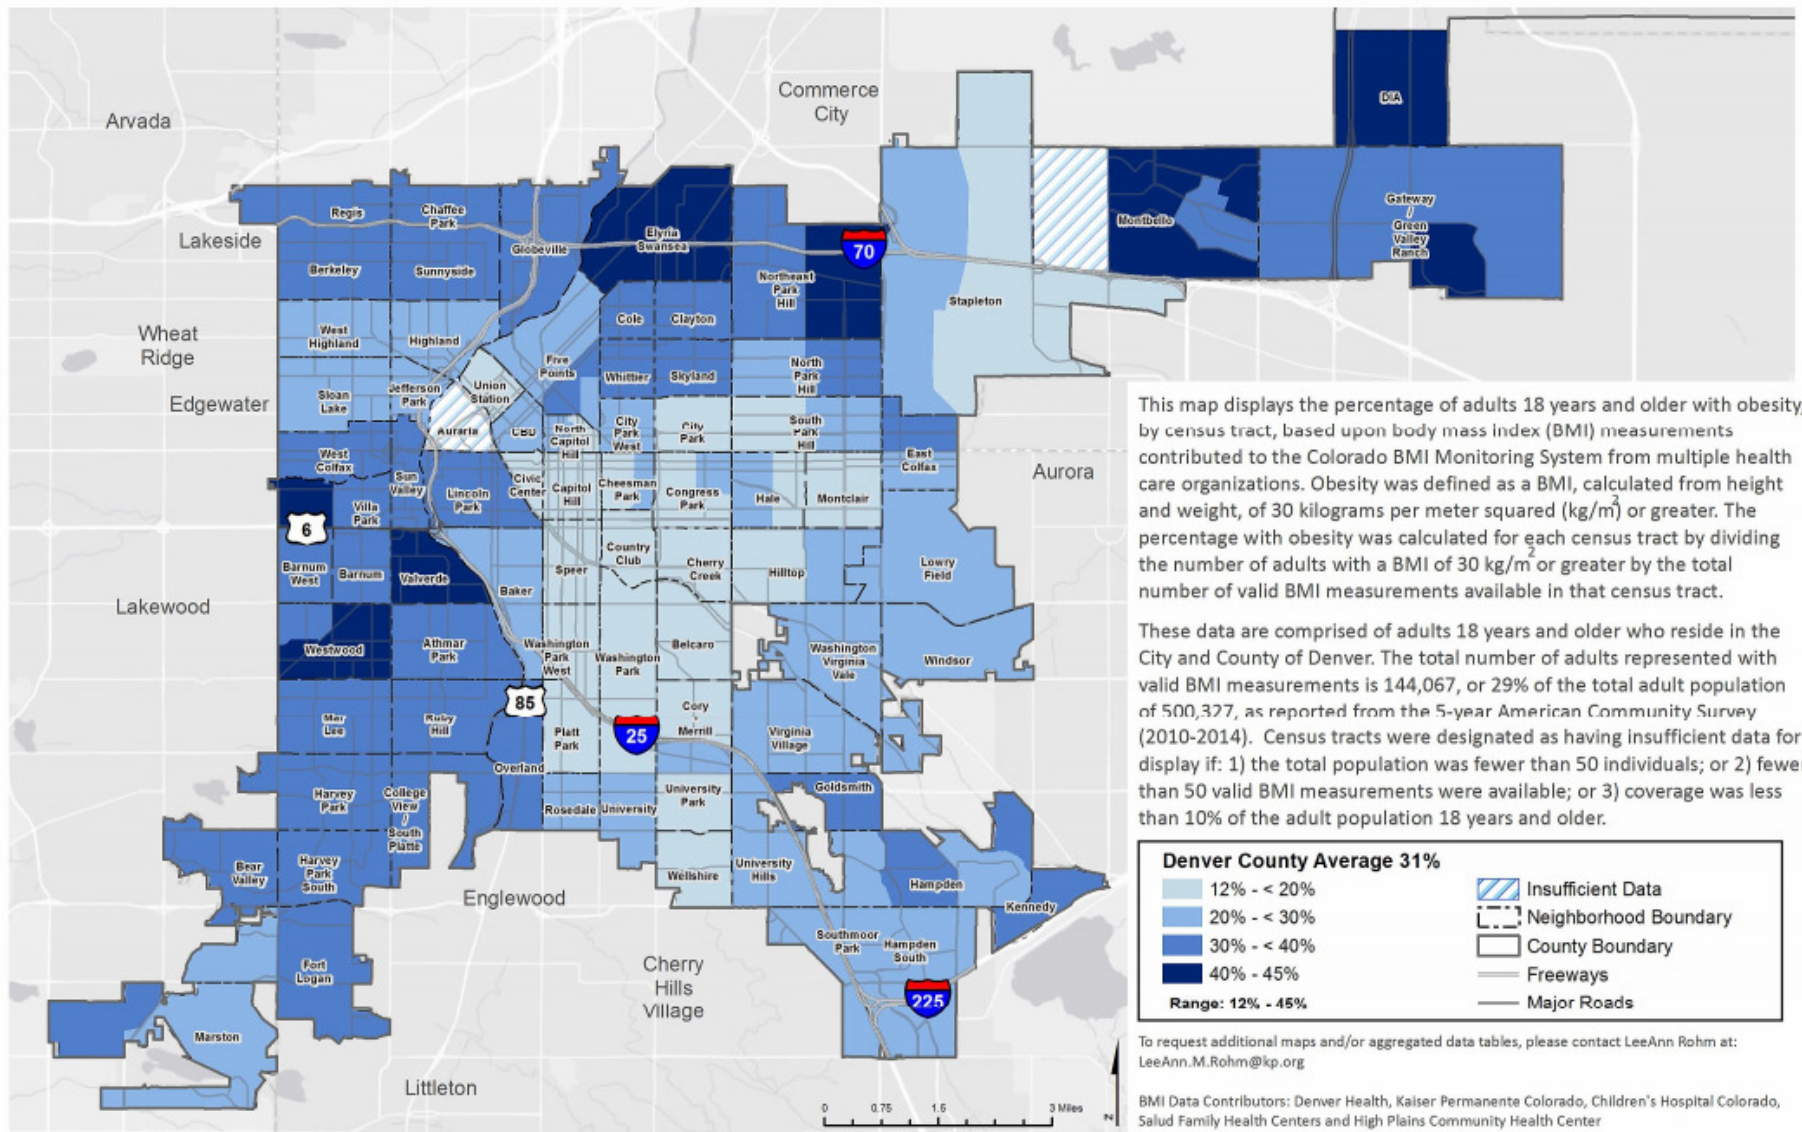 Commerce
City
DIA
Arvada
Regis
Chaffee
Park
Gateway
/
Green
Valley
Ranch
Montbello
Lakeside
Globeville
Elyria
Swansea
70
Berkeley
Sunnyside
Northeast
Park
Hill
Stapleton
Cole
Clayton
Wheat
Ridge
West
Highland
Highland
Five
Points
Whittier
Skyland
North
Park
Hill
Union
Station
Edgewater
Sloan
Lake
Jefferson
Park
Auraria
CBD
North
Capitol
Hill
City
Park
West
City
Park
South
Park
Hill
East
Colfax
Aurora
West
Colfax
Sun
Valley
Lincoln
Park
Civic
Center
Capitol
Hill
Cheesman
Park
Congress
Park
Hale
Montclair
Villa
Park
6
Barnum
West
Barnum
Valverde
Baker
Speer
Country
Club
Cherry
Creek
Hilltop
Lowry
Field
Lakewood
Westwood
Athmar
Park
Washington
Park
West
Washington
Park
Belcaro
Washington
Virginia
Vale
Windsor
85
25
Mar
Lee
Ruby
Hill
Platt
Park
Cory
-
Merrill
Virginia
Village
Overland
Harvey
Park
College
View
/
South
Platte
Rosedale
University
University
Park
Goldsmith
Bear
Valley
Harvey
Park
South
Wellshire
University
Hills
Hampden
Kennedy
Englewood
Southmoor
Park
Hampden
South
Fort
Logan
Cherry
Hills
Village
225
Marston
Littleton
0 0.75 1.5 3 Miles
N
This map displays the percentage of adults 18 years and older with obesity,
by census tract, based upon body mass index (BMI) measurements
contributed to the Colorado BMI Monitoring System from multiple health
care organizations. Obesity was defined as a BMI, calculated from height
and weight, of 30 kilograms per meter squared (kg/m²) or greater. The
percentage with obesity was calculated for each census tract by dividing
the number of adults with a BMI of 30 kg/m² or greater by the total
number of valid BMI measurements available in that census tract.
These data are comprised of adults 18 years and older who reside in the
City and County of Denver. The total number of adults represented with
valid BMI measurements is 144,067, or 29% of the total adult population
of 500,327, as reported from the 5-year American Community Survey
(2010-2014). Census tracts were designated as having insufficient data for
display if: 1) the total population was fewer than 50 individuals; or 2) fewer
than 50 valid BMI measurements were available; or 3) coverage was less
than 10% of the adult population 18 years and older.
Denver County Average 31%
12% - < 20%
20% - < 30%
30% - < 40%
40% - 45%
Range: 12% - 45%
Insufficient Data
Neighborhood Boundary
County Boundary
Freeways
Major Roads
To request additional maps and/or aggregated data tables, please contact LeeAnn Rohm at:
LeeAnn.M.Rohm@kp.org
BMI Data Contributors: Denver Health, Kaiser Permanente Colorado, Children's Hospital Colorado,
Salud Family Health Centers and High Plains Community Health Center